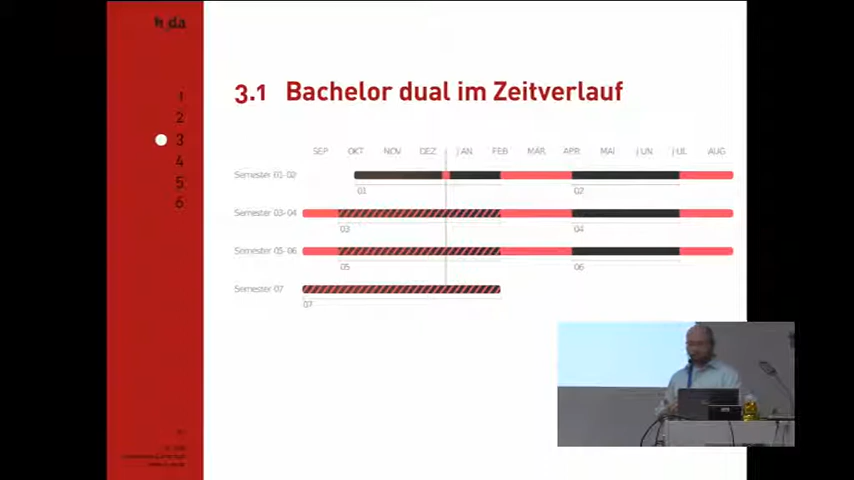 h_da
1
2
3
4
5
6
3.1 Bachelor dual im Zeitverlauf
SEP OKT NOV DEZ JAN FEB MÄR APR MAI JUN JUL AUG
Semester 01-02
01 02
Semester 03-04
03 04
Semester 05-06
05 06
Semester 07
07